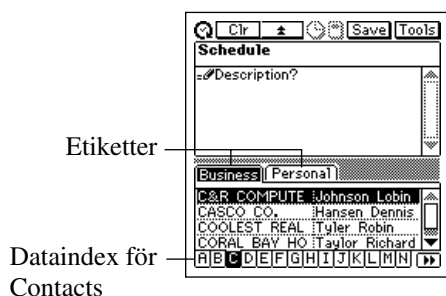 Clr Save Tools
Schedule
Description?
Etiketter
Business Personal
C&R COMPUTE Johnson Lobin
CASCO CO. Hansen Dennis
COOLEST REAL Tyler Robin
CORAL BAY HO Taylor Richard
Dataindex för
Contacts
A B C D E F G H I J K L M N